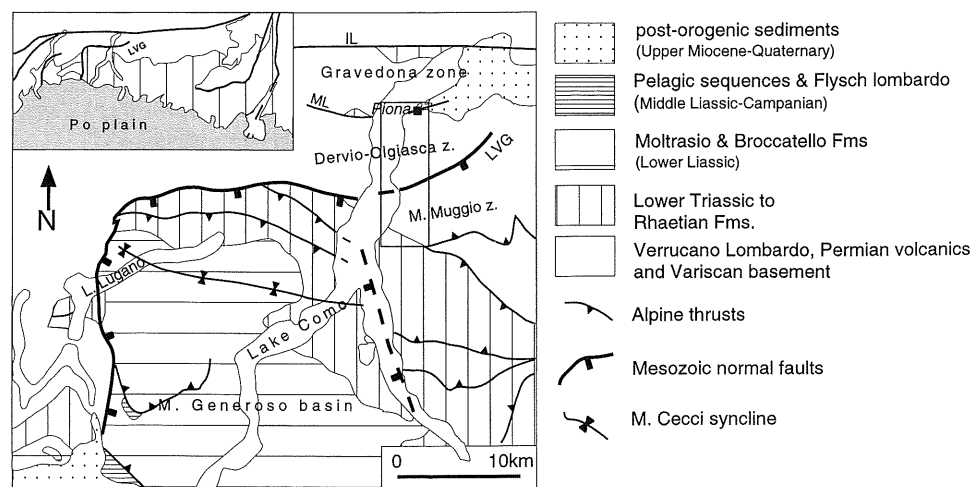 LVG
Po plain
IL
Gravedona zone
ML
Piona
Dervio-Olgiasca z.
LVG
M. Muggio z.
N
L. Lugano
Lake Como
M. Generoso basin
0 10km
post-orogenic sediments
(Upper Miocene-Quaternary)
Pelagic sequences & Flysch lombardo
(Middle Liassic-Campanian)
Moltrasio & Broccatello Fms
(Lower Liassic)
Lower Triassic to
Rhaetian Fms.
Verrucano Lombardo, Permian volcanics
and Variscan basement
Alpine thrusts
Mesozoic normal faults
M. Cecci syncline